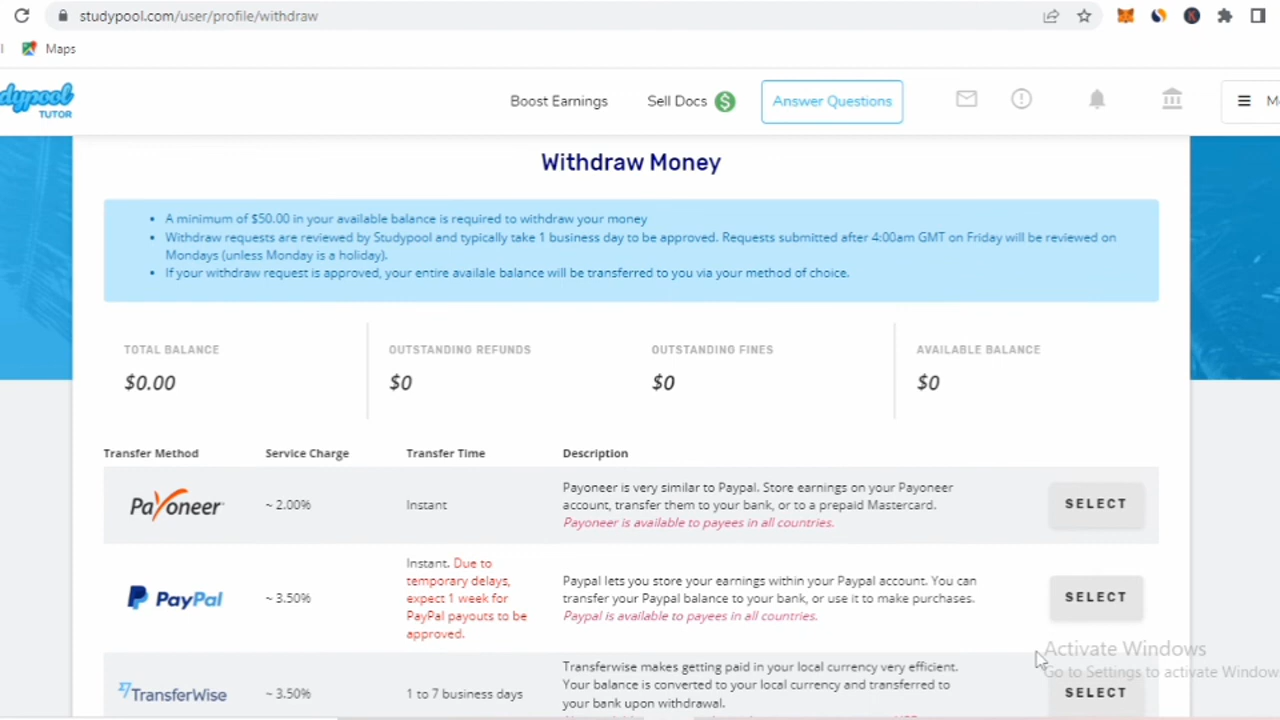 studypool.com/user/profile/withdraw
Maps
dypool
TUTOR
Boost Earnings
Sell Docs $
Answer Questions
Withdraw Money
A minimum of $50.00 in your available balance is required to withdraw your money
Withdraw requests are reviewed by Studypool and typically take 1 business day to be approved. Requests submitted after 4:00am GMT on Friday will be reviewed on
Mondays (unless Monday is a holiday).
If your withdraw request is approved, your entire availale balance will be transferred to you via your method of choice.
TOTAL BALANCE
$0.00
OUTSTANDING REFUNDS
$0
OUTSTANDING FINES
$0
AVAILABLE BALANCE
$0
Transfer Method Service Charge Transfer Time Description
Payoneer
~ 2.00%
Instant
Payoneer is very similar to Paypal. Store earnings on your Payoneer
account, transfer them to your bank, or to a prepaid Mastercard.
Payoneer is available to payees in all countries.
SELECT
PayPal
~ 3.50%
Instant. Due to
temporary delays,
expect 1 week for
PayPal payouts to be
approved.
Paypal lets you store your earnings within your Paypal account. You can
transfer your Paypal balance to your bank, or use it to make purchases.
Paypal is available to payees in all countries.
SELECT
TransferWise
~ 3.50%
1 to 7 business days
Transferwise makes getting paid in your local currency very efficient.
Your balance is converted to your local currency and transferred to
your bank upon withdrawal.
SELECT
Activate Windows
Go to Settings to activate Window